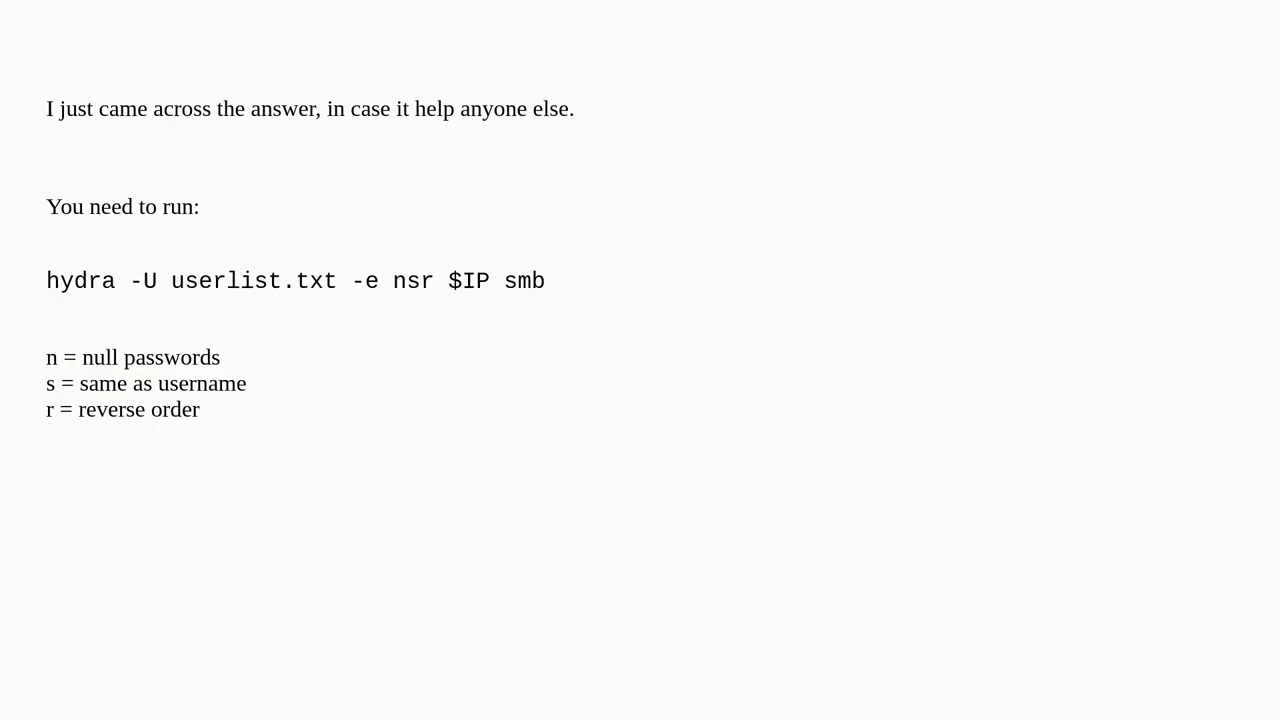 I just came across the answer, in case it help anyone else.
You need to run:
hydra -U userlist.txt -e nsr $IP smb
n = null passwords
s = same as username
r = reverse order